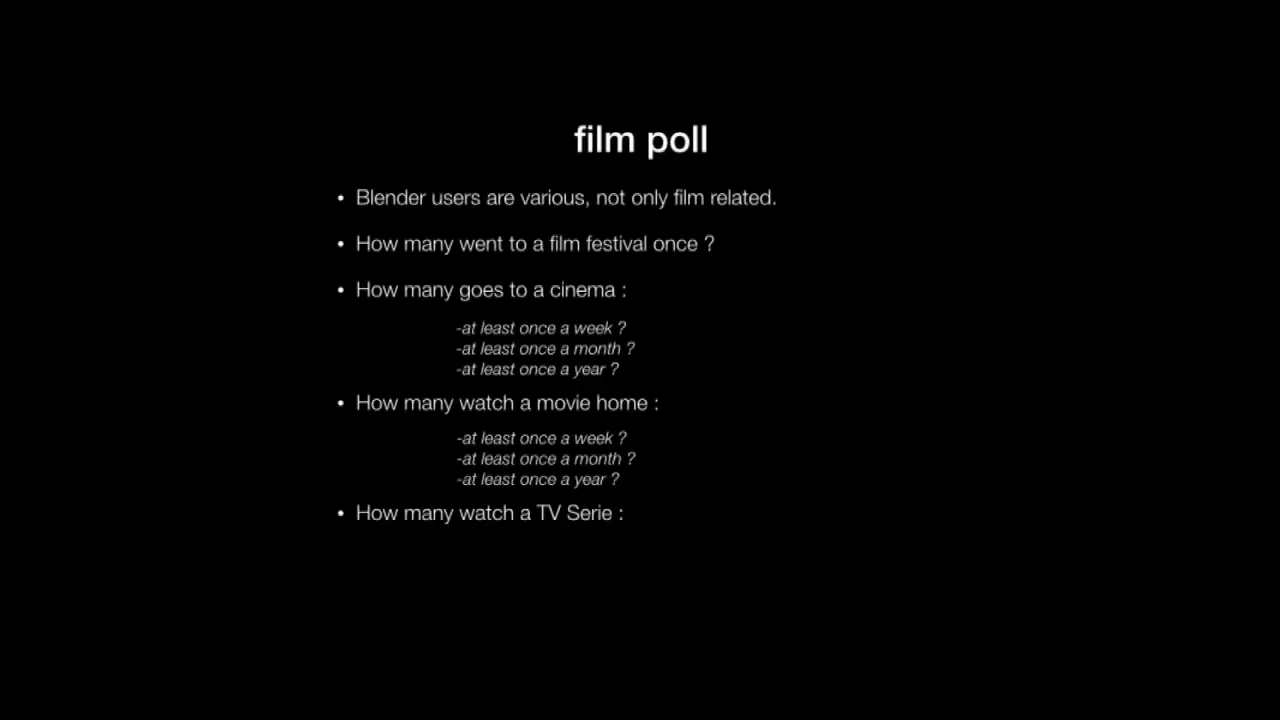 film poll
• Blender users are various, not only film related.
• How many went to a film festival once ?
• How many goes to a cinema :
-at least once a week ?
-at least once a month ?
-at least once a year ?
• How many watch a movie home :
-at least once a week ?
-at least once a month ?
-at least once a year ?
• How many watch a TV Serie :